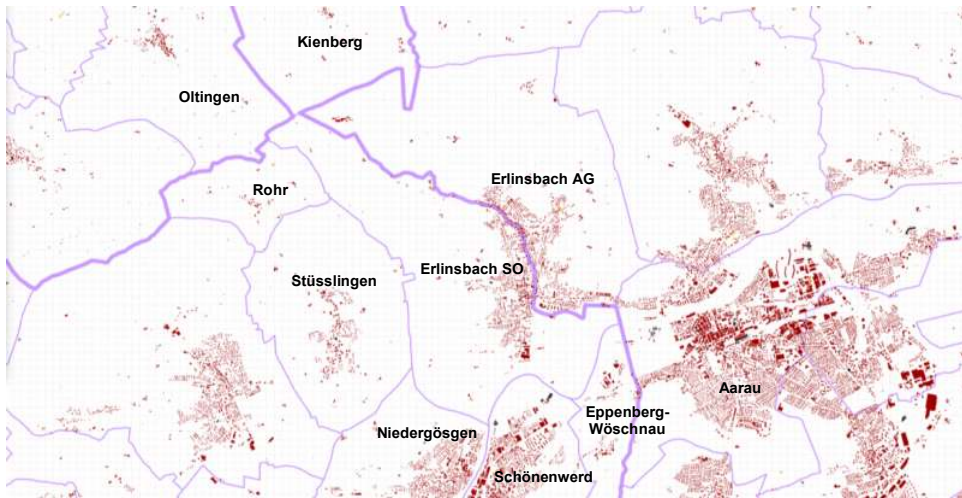 Kienberg
Oltingen
Erlinsbach AG
Rohr
Erlinsbach SO
Stüsslingen
Aarau
Eppenberg-
Wöschnau
Niedergösgen
Schönenwerd